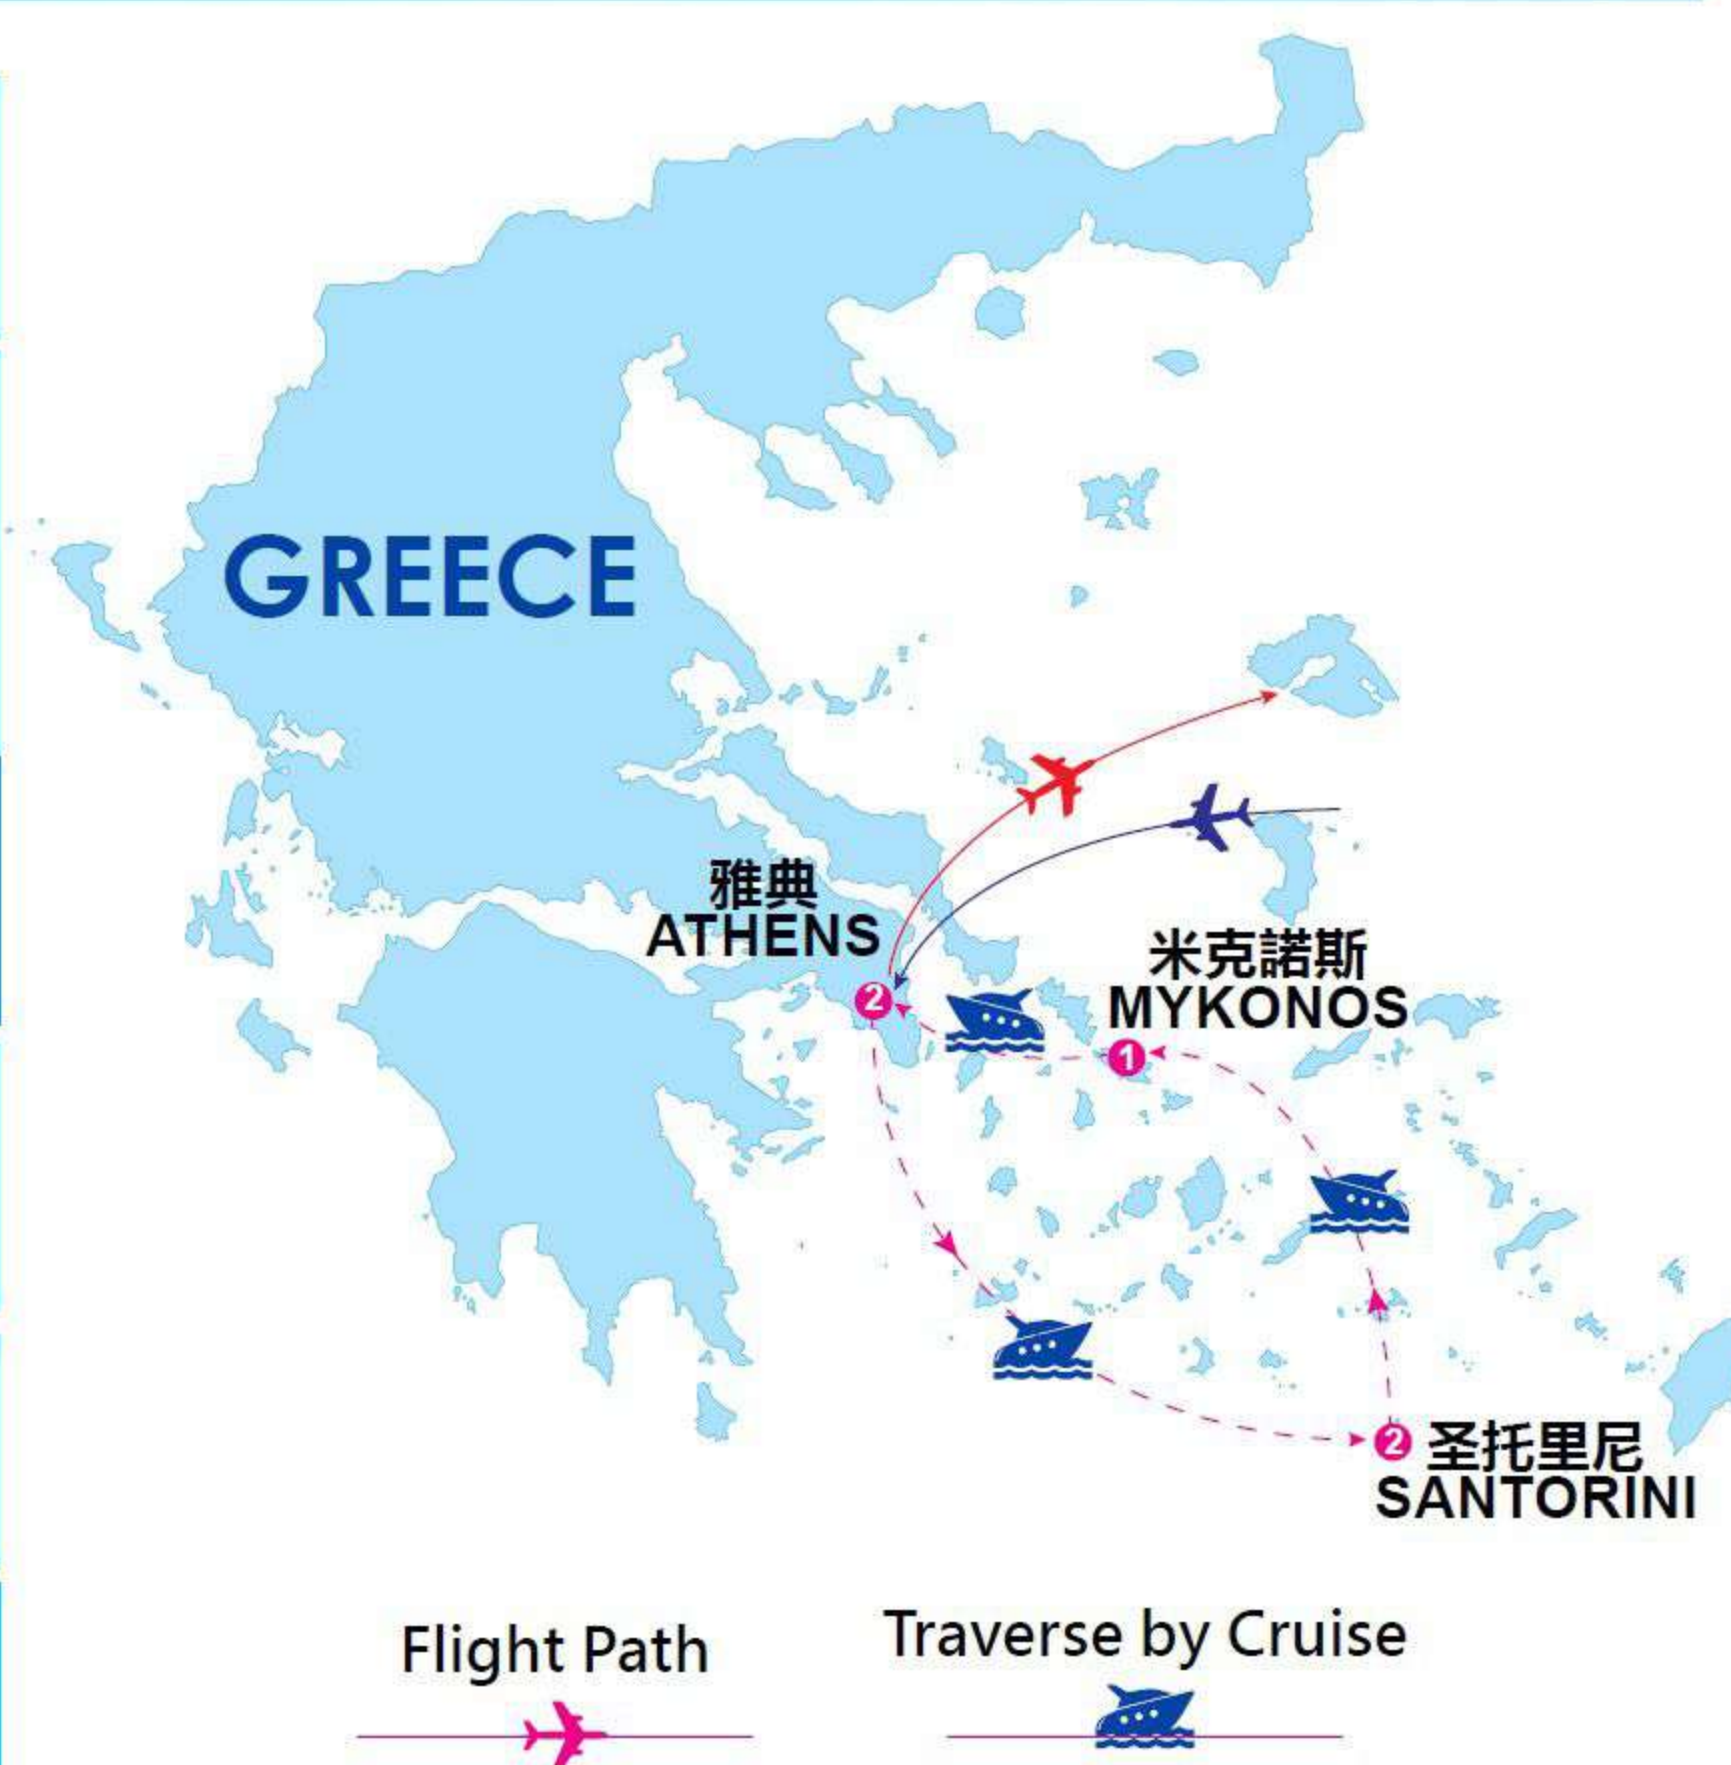 GREECE
雅典
ATHENS
2
米克諾斯
MYKONOS
1
2
圣托里尼
SANTORINI
Flight Path
Traverse by Cruise